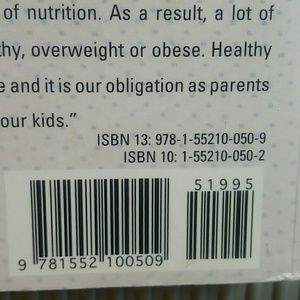 of nutrition. As a result, a lot of
thy, overweight or obese. Healthy
e and it is our obligation as parents
our kids.”
ISBN 13: 978-1-55210-050-9
ISBN 10: 1-55210-050-2
51995
9 781552 100509